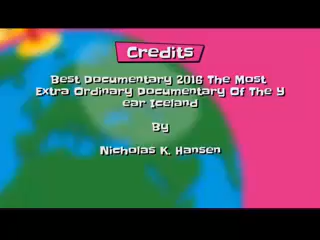 Credits
Best Documentary 2016 The Most
Extra Ordinary Documentary Of The Y
ear Iceland
By
Nicholas K. Hansen